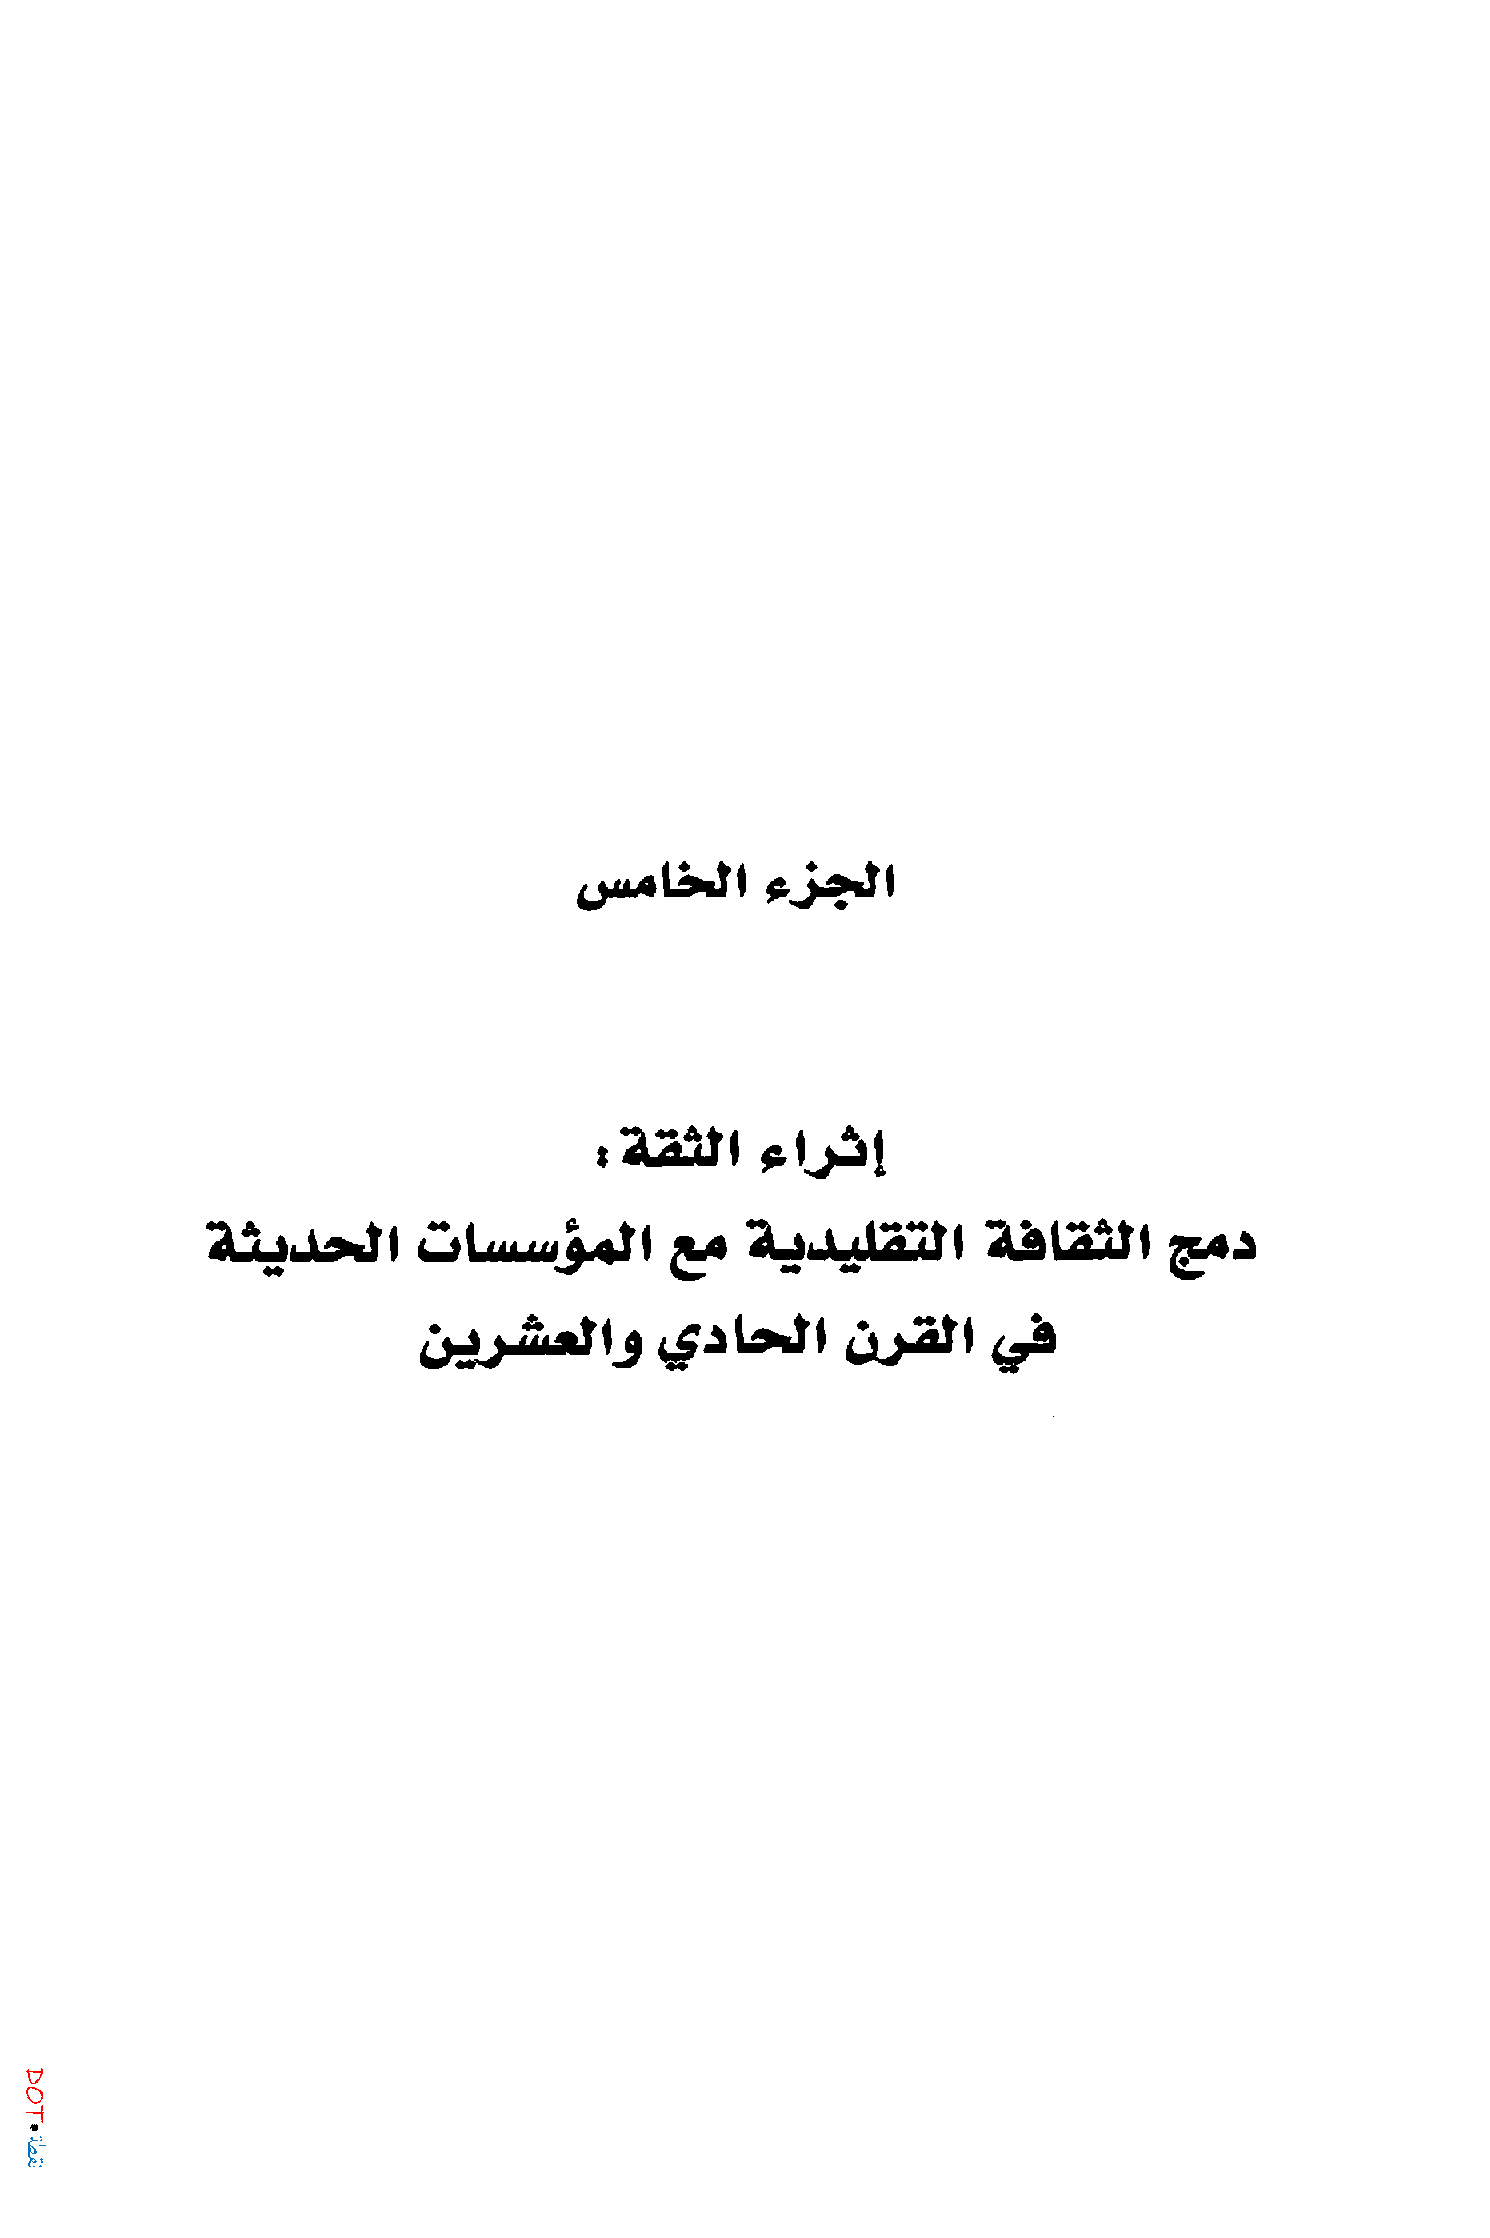 الجزء الخامس
إثراء الثقة :
دمج الثقافة التقليدية مع المؤسسات الحديثة
في القرن الحادي والعشرين
DOT • نقطة